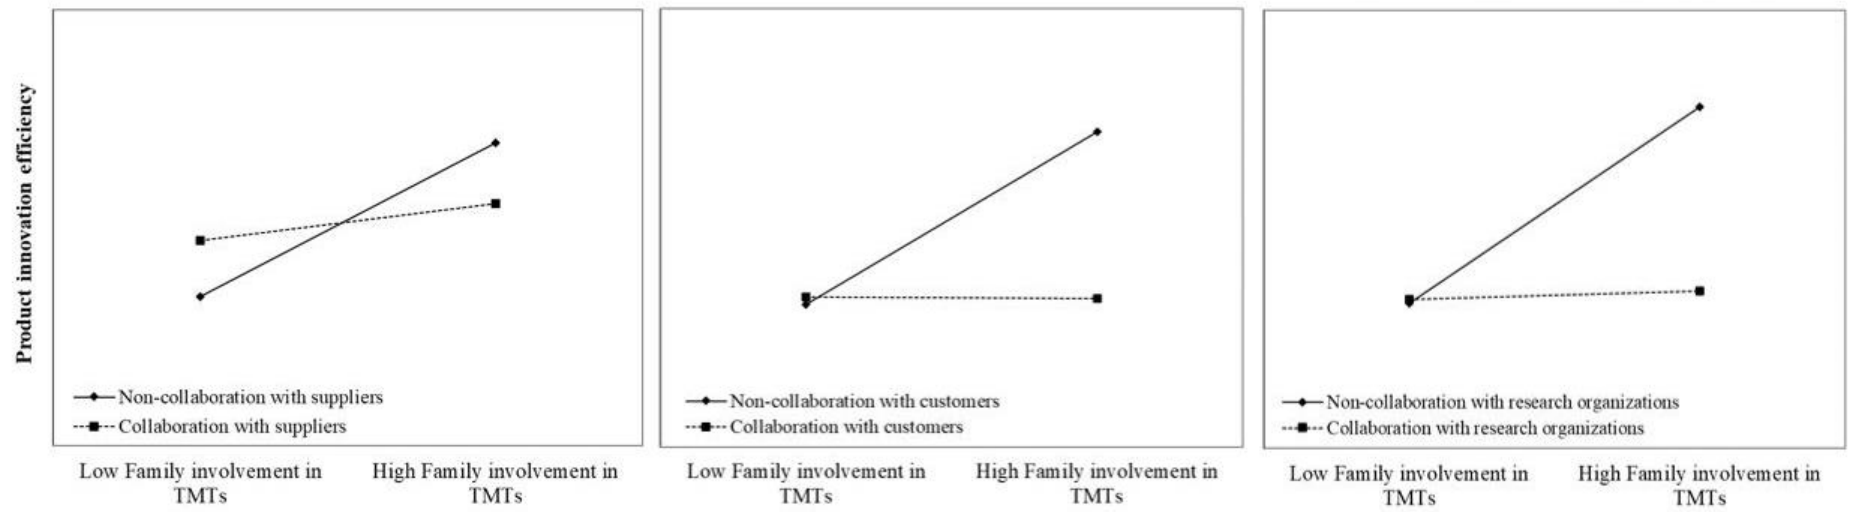 Product innovation efficiency
Non-collaboration with suppliers
Collaboration with suppliers
Low Family involvement in
TMTs
High Family involvement in
TMTs
Non-collaboration with customers
Collaboration with customers
Low Family involvement in
TMTs
High Family involvement in
TMTs
Non-collaboration with research organizations
Collaboration with research organizations
Low Family involvement in
TMTs
High Family involvement in
TMTs